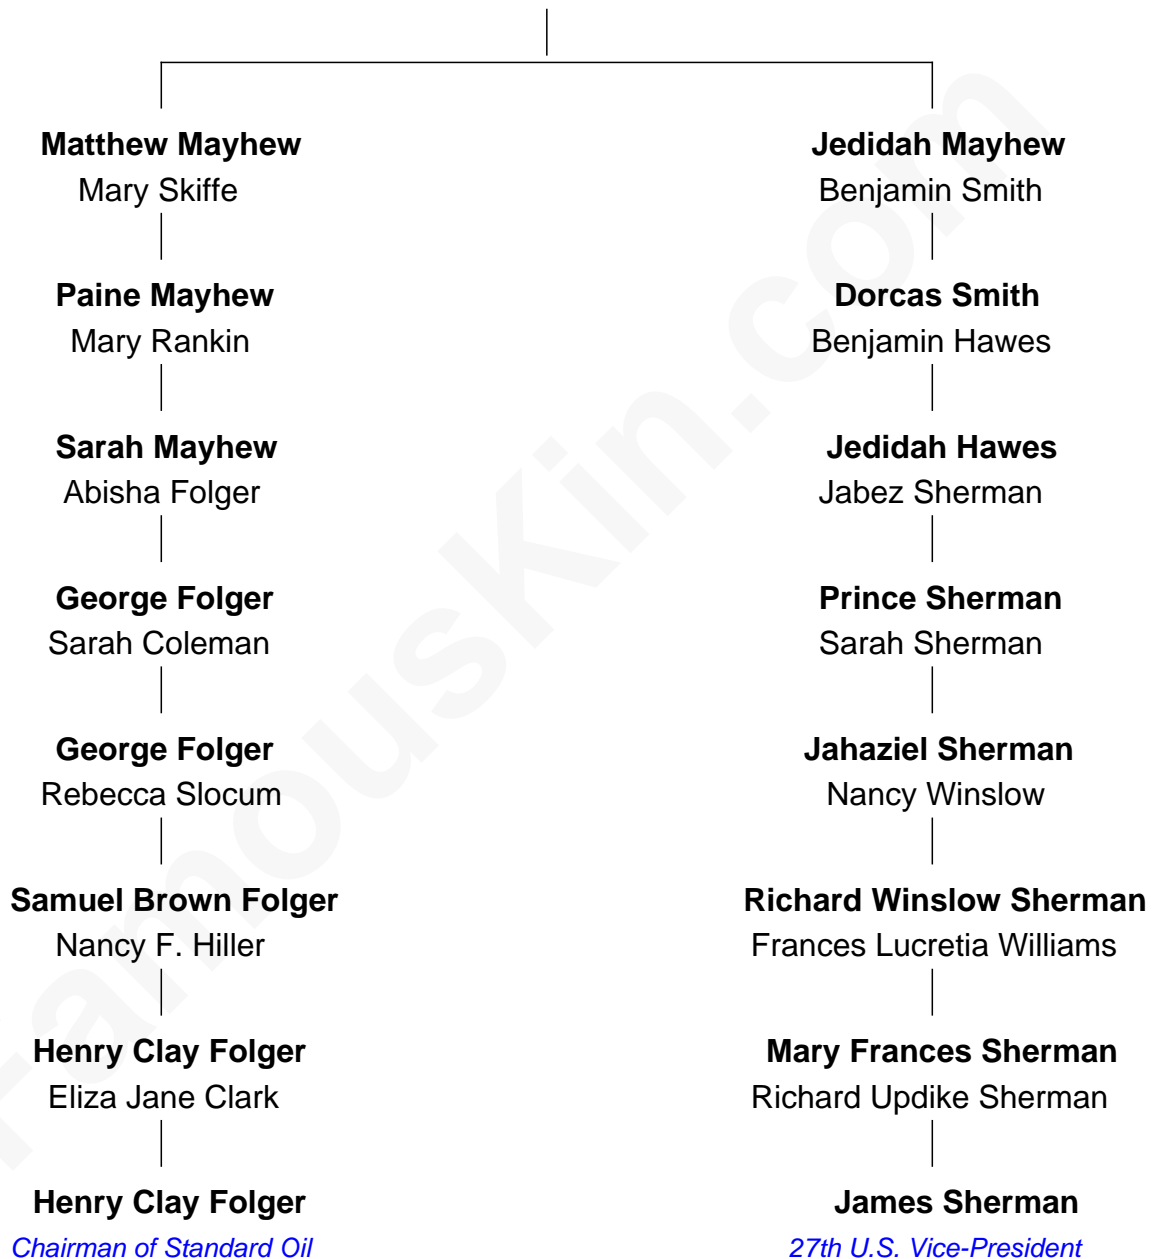 Matthew Mayhew
Mary Skiffe
Paine Mayhew
Mary Rankin
Sarah Mayhew
Abisha Folger
George Folger
Sarah Coleman
George Folger
Rebecca Slocum
Samuel Brown Folger
Nancy F. Hiller
Henry Clay Folger
Eliza Jane Clark
Henry Clay Folger
Chairman of Standard Oil
Jedidah Mayhew
Benjamin Smith
Dorcas Smith
Benjamin Hawes
Jedidah Hawes
Jabez Sherman
Prince Sherman
Sarah Sherman
Jahaziel Sherman
Nancy Winslow
Richard Winslow Sherman
Frances Lucretia Williams
Mary Frances Sherman
Richard Updike Sherman
James Sherman
27th U.S. Vice-President
FamousKin.com